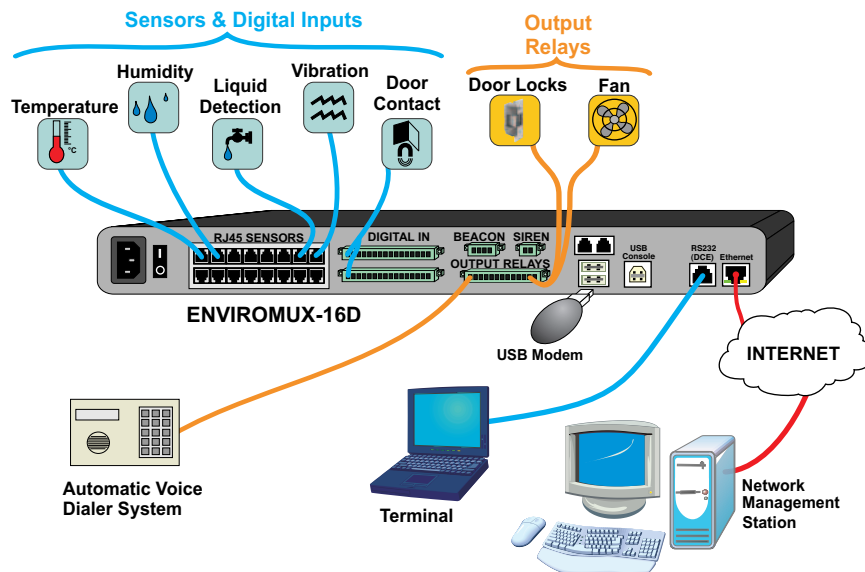 Sensors & Digital Inputs
Output
Relays
Temperature
Humidity
Liquid
Detection
Vibration
Door
Contact
Door Locks
Fan
°C
RJ45 SENSORS
DIGITAL IN
BEACON
SIREN
OUTPUT RELAYS
USB
Console
RS232
(DCE)
Ethernet
I
O
ENVIROMUX-16D
USB Modem
INTERNET
Automatic Voice
Dialer System
Terminal
Network
Management
Station